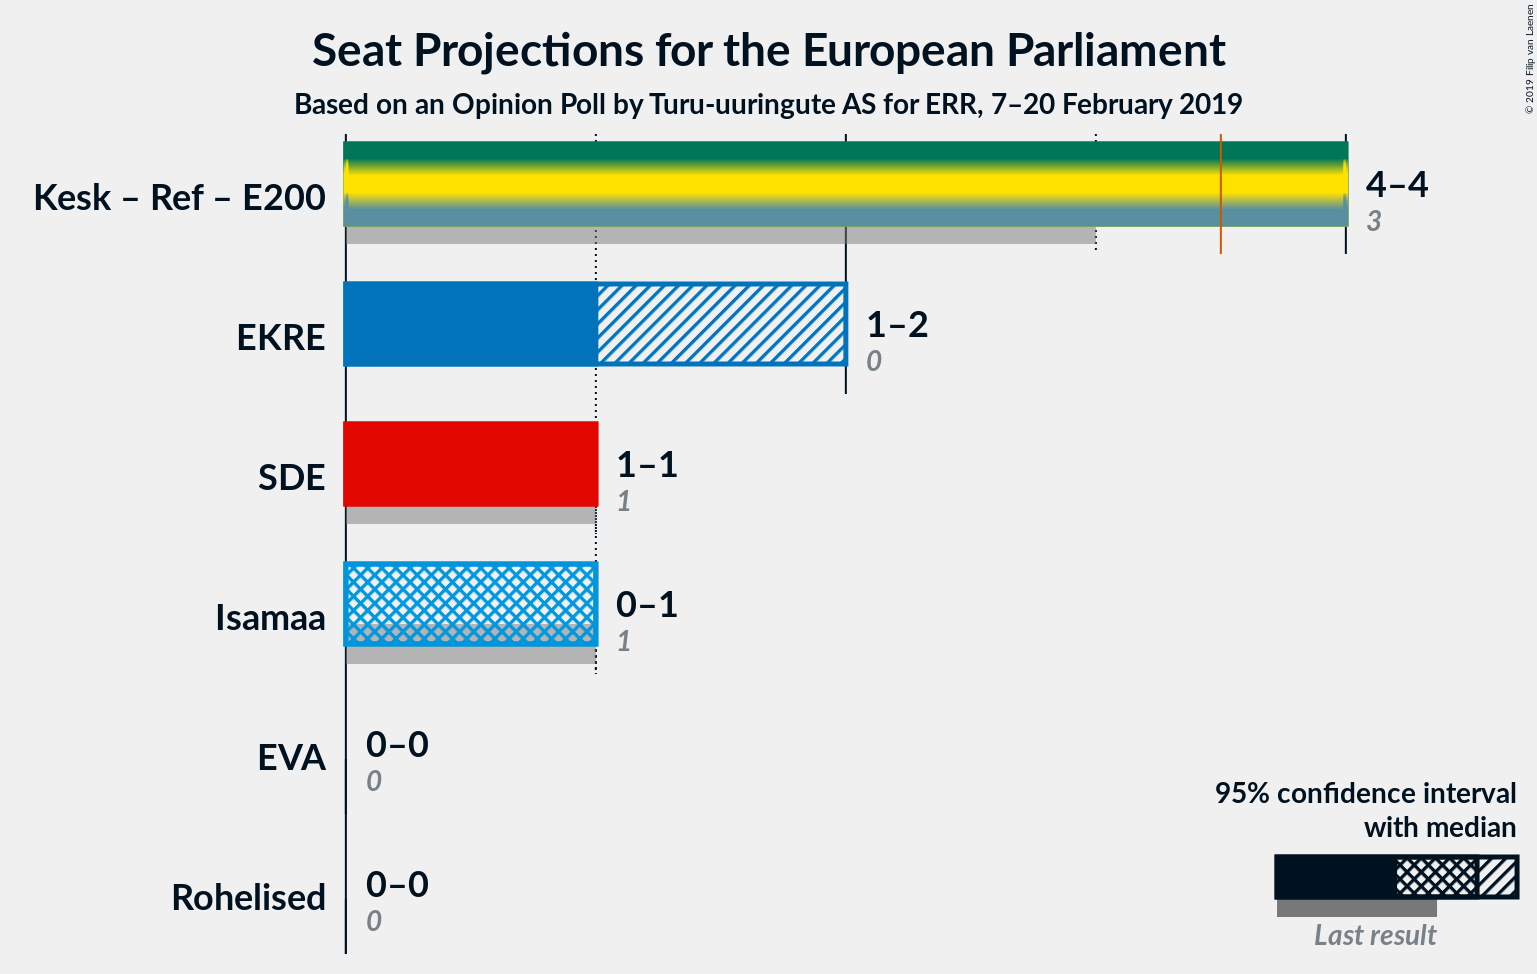 Seat Projections for the European Parliament
Based on an Opinion Poll by Turu-uuringute AS for ERR, 7–20 February 2019
© 2019 Filip van Laenen
Kesk – Ref – E200
4–4
3
EKRE
1–2
0
SDE
1–1
1
Isamaa
0–1
1
EVA
0–0
0
Rohelised
0–0
0
95% confidence interval
with median
Last result